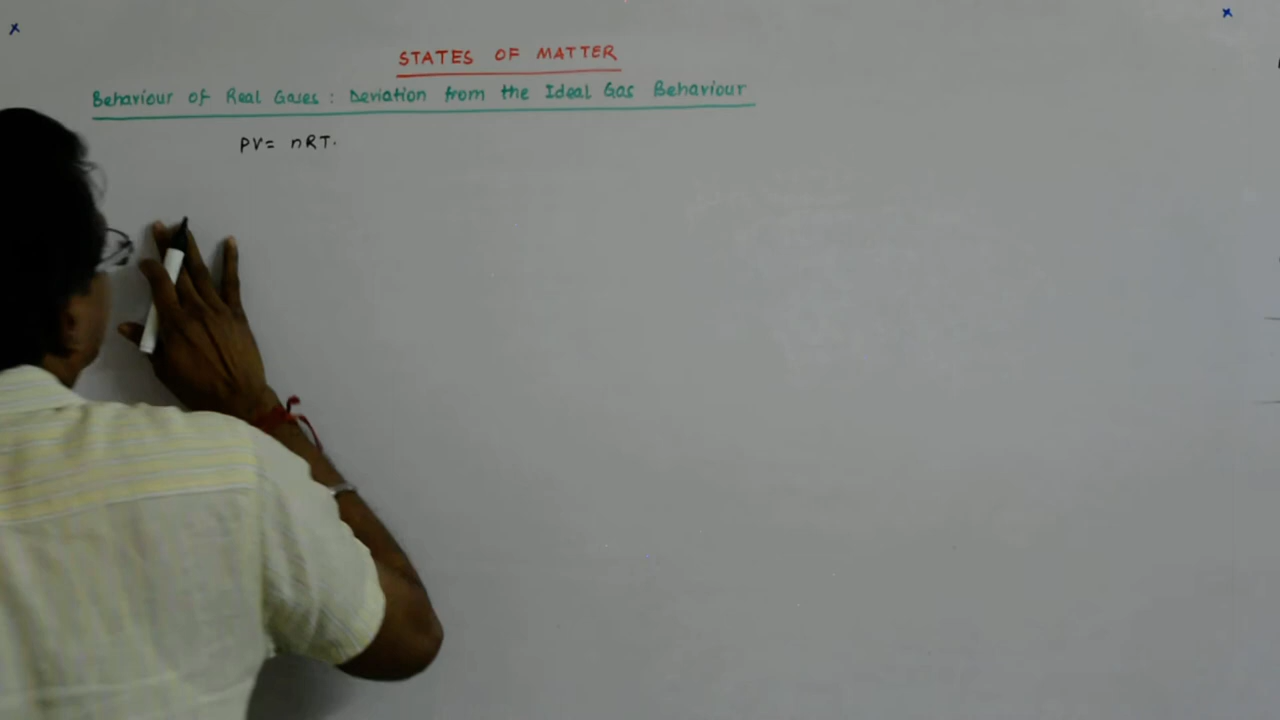 STATES OF MATTER
Behaviour of Real Gases : Deviation from the Ideal Gas Behaviour
PV= nRT.